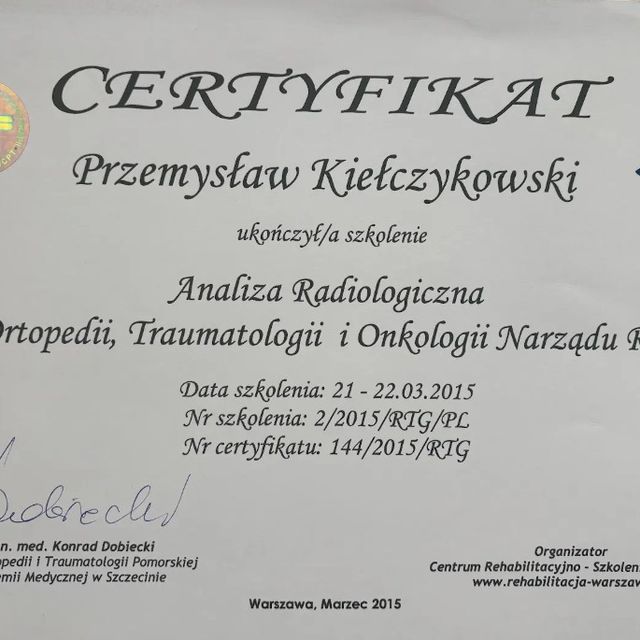 CERTYFIKAT
Przemysław Kiełczykowski
ukończył/a szkolenie
Analiza Radiologiczna
Ortopedii, Traumatologii i Onkologii Narządu
Data szkolenia: 21 - 22.03.2015
Nr szkolenia: 2/2015/RTG/PL
Nr certyfikatu: 144/2015/RTG
n. med. Konrad Dobiecki
opedii i Traumatologii Pomorskiej
emii Medycznej w Szczecinie
Organizator
Centrum Rehabilitacyjno - Szkolen
www.rehabilitacja-warszaw
Warszawa, Marzec 2015